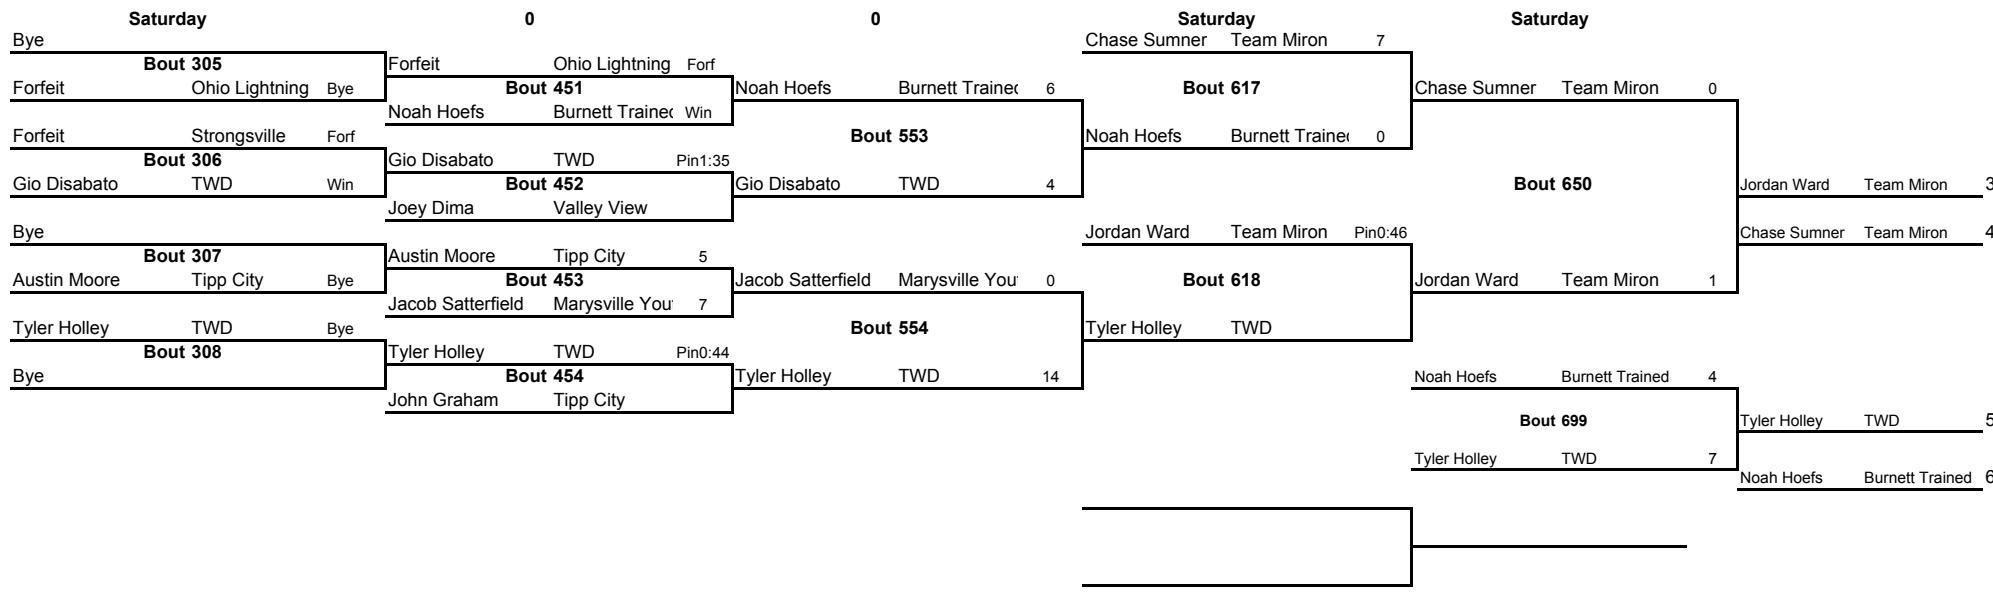 Saturday 0 0 Saturday Saturday
Bye
Bout 305
Forfeit Ohio Lightning Bye
Forfeit Strongsville Forf
Bout 306
Gio Disabato TWD Win
Bye
Bout 307
Austin Moore Tipp City Bye
Tyler Holley TWD Bye
Bout 308
Bye
Forfeit Ohio Lightning Forf
Bout 451
Noah Hoefs Burnett Trained Win
Gio Disabato TWD Pin1:35
Bout 452
Joey Dima Valley View
Austin Moore Tipp City 5
Bout 453
Jacob Satterfield Marysville You 7
Tyler Holley TWD Pin0:44
Bout 454
John Graham Tipp City
Noah Hoefs Burnett Trained 6
Bout 553
Gio Disabato TWD 4
Jacob Satterfield Marysville You 0
Bout 554
Tyler Holley TWD 14
Chase Sumner Team Miron 7
Bout 617
Noah Hoefs Burnett Trained 0
Jordan Ward Team Miron Pin0:46
Bout 618
Tyler Holley TWD
Chase Sumner Team Miron 0
Bout 650
Jordan Ward Team Miron 1
Noah Hoefs Burnett Trained 4
Bout 699
Tyler Holley TWD 7
Jordan Ward Team Miron 3
Chase Sumner Team Miron 4
Tyler Holley TWD 5
Noah Hoefs Burnett Trained 6